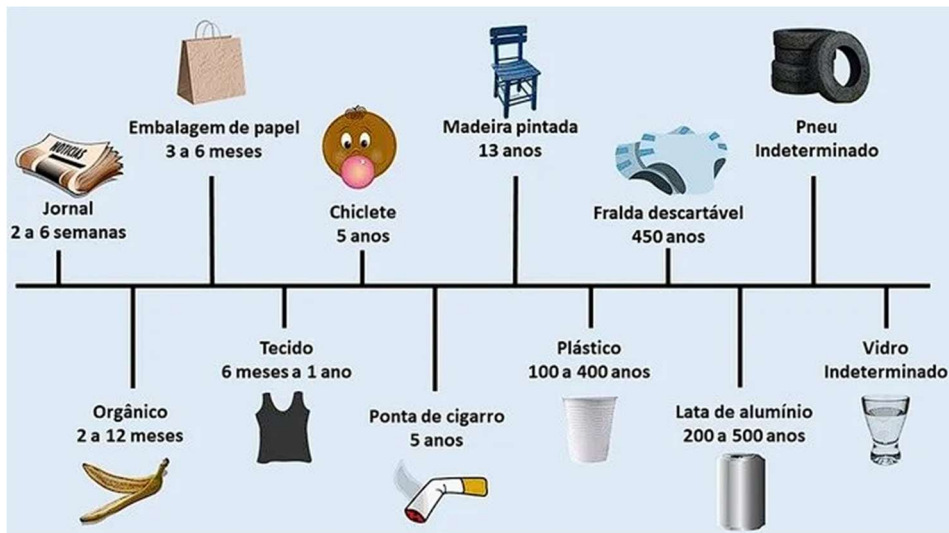 NOTICIAS
Jornal
2 a 6 semanas
Embalagem de papel
3 a 6 meses
Chiclete
5 anos
Madeira pintada
13 anos
Fralda descartável
450 anos
Pneu
Indeterminado
Orgânico
2 a 12 meses
Tecido
6 meses a 1 ano
Ponta de cigarro
5 anos
Plástico
100 a 400 anos
Lata de alumínio
200 a 500 anos
Vidro
Indeterminado